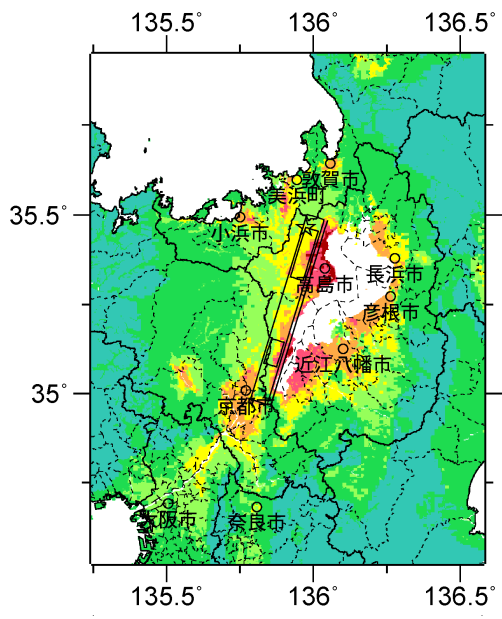 135.5° 136° 136.5°
敦賀市
美浜町
35.5°
小浜市
長浜市
高島市
彦根市
近江八幡市
35°
京都市
大阪市
奈良市
135.5° 136° 136.5°